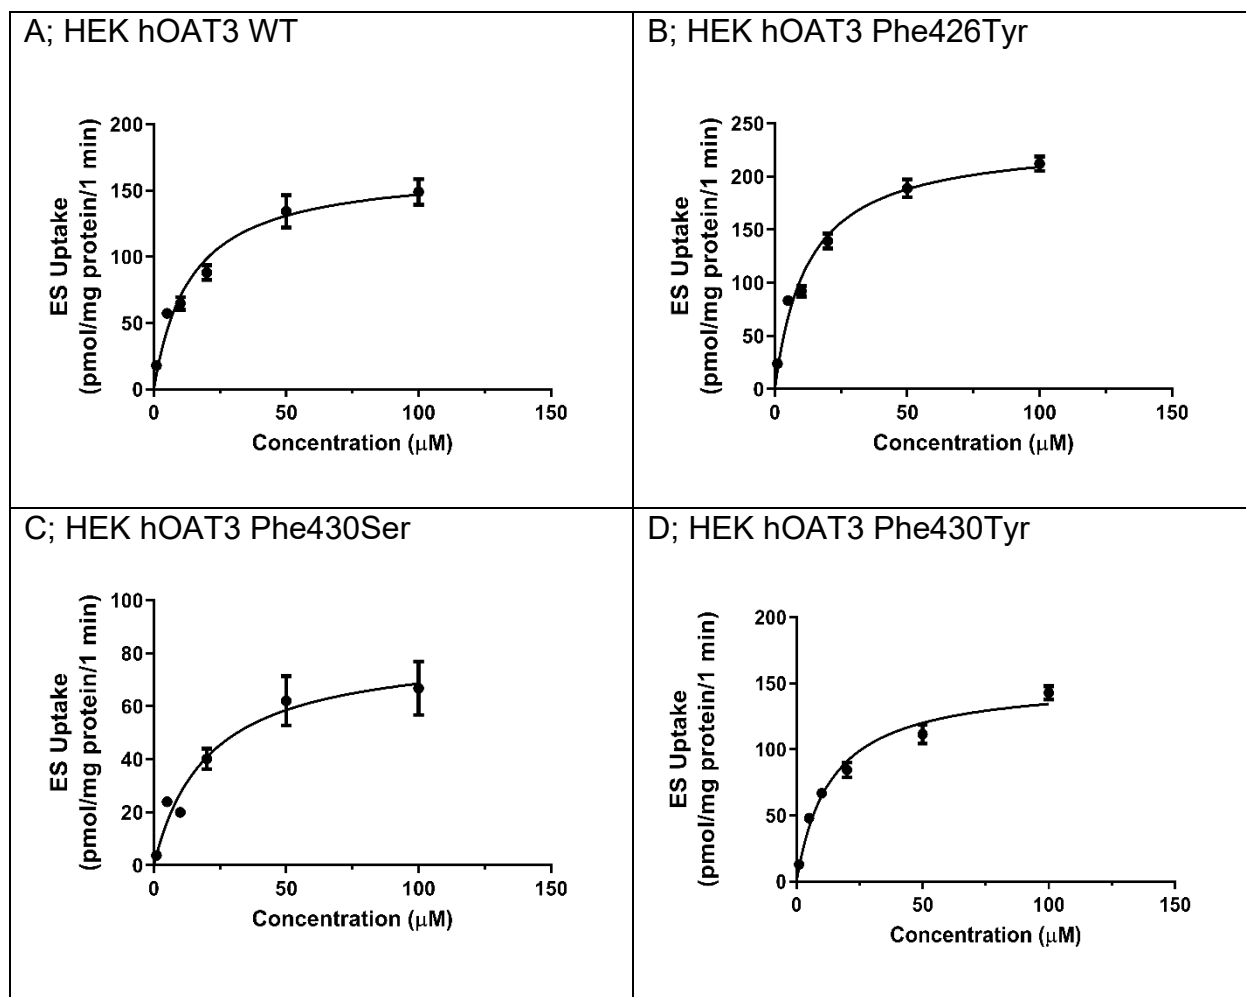 A; HEK hOAT3 WT
200
150
100
50
0
0 50 100 150
ES Uptake
(pmol/mg protein/1 min)
Concentration (μM)
B; HEK hOAT3 Phe426Tyr
250
200
150
100
50
0
0 50 100 150
ES Uptake
(pmol/mg protein/1 min)
Concentration (μM)
C; HEK hOAT3 Phe430Ser
100
80
60
40
20
0
0 50 100 150
ES Uptake
(pmol/mg protein/1 min)
Concentration (μM)
D; HEK hOAT3 Phe430Tyr
200
150
100
50
0
0 50 100 150
ES Uptake
(pmol/mg protein/1 min)
Concentration (μM)